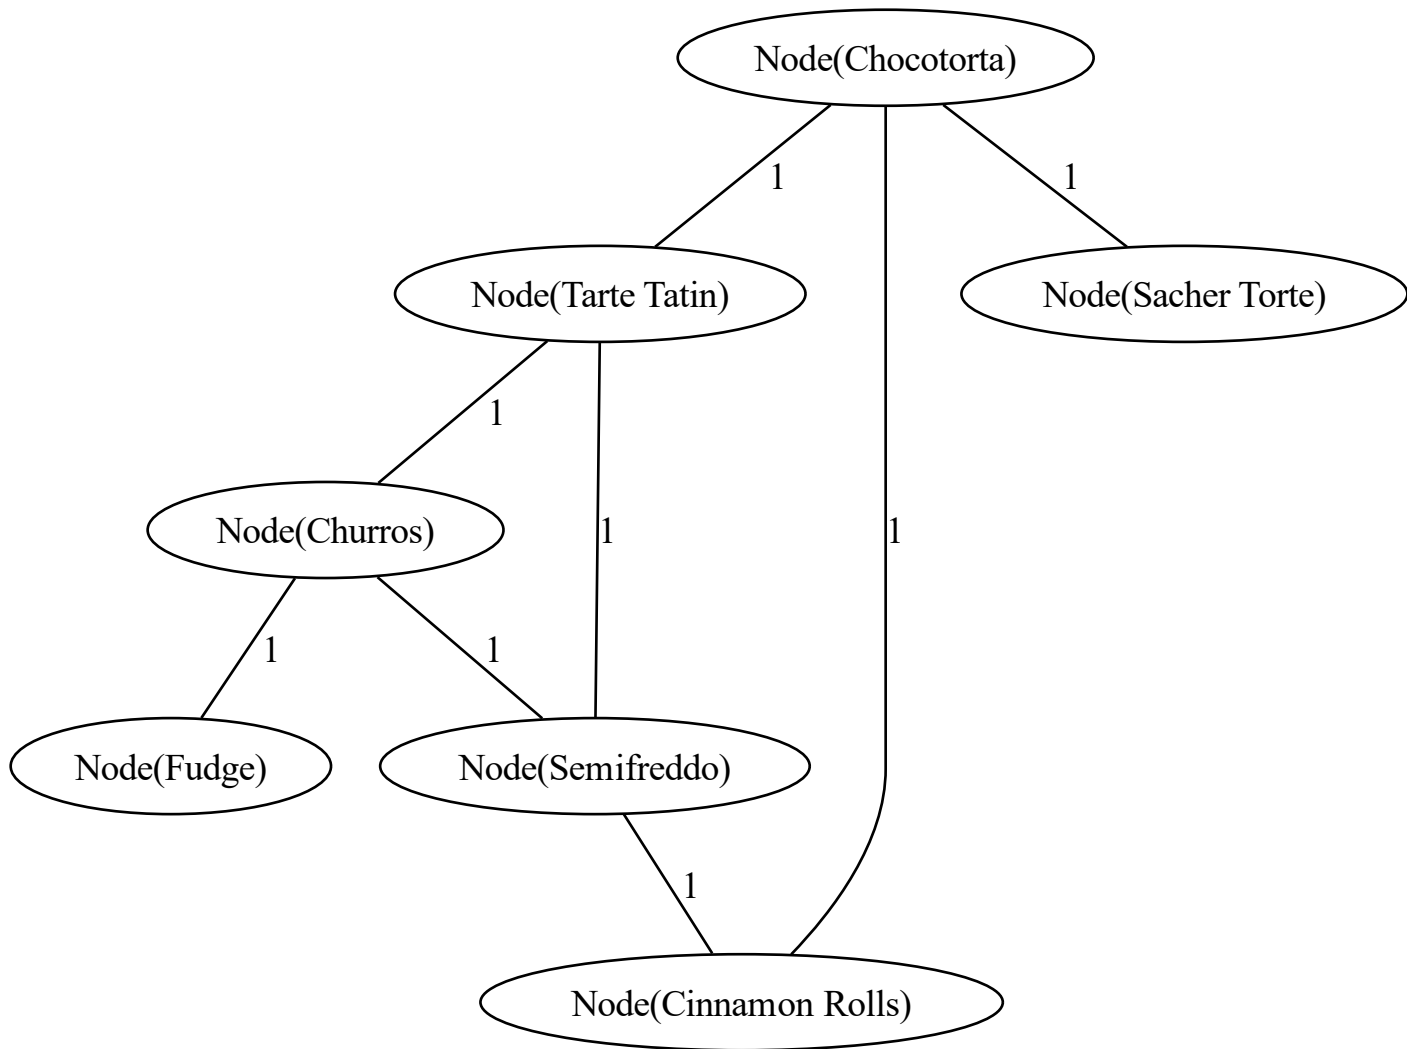 Node(Chocotorta)
1
1
Node(Tarte Tatin)
Node(Sacher Torte)
1
Node(Churros)
1
1
1
1
Node(Fudge)
Node(Semifreddo)
1
Node(Cinnamon Rolls)